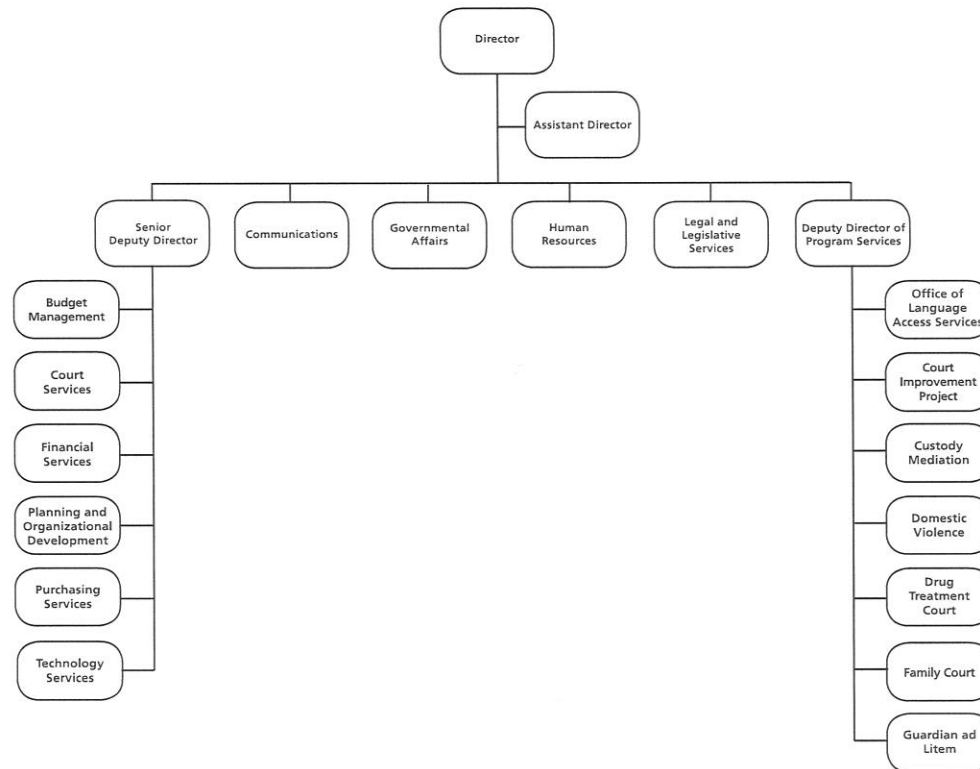 Director
Assistant Director
Senior
Deputy Director
Communications
Governmental
Affairs
Human
Resources
Legal and
Legislative
Services
Deputy Director of
Program Services
Budget
Management
Court
Services
Financial
Services
Planning and
Organizational
Development
Purchasing
Services
Technology
Services
Office of
Language
Access Services
Court
Improvement
Project
Custody
Mediation
Domestic
Violence
Drug
Treatment
Court
Family Court
Guardian ad
Litem